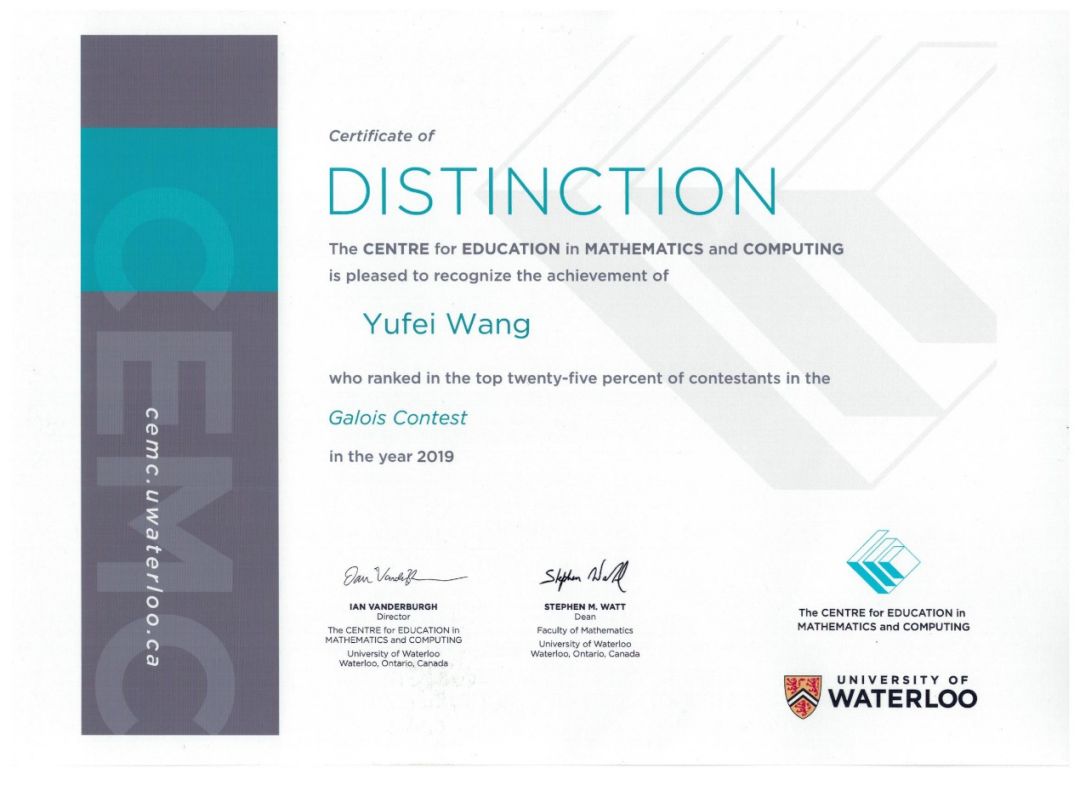 CEMC
cemc.uwaterloo.ca
Certificate of
DISTINCTION
The CENTRE for EDUCATION in MATHEMATICS and COMPUTING
is pleased to recognize the achievement of
Yufei Wang
who ranked in the top twenty-five percent of contestants in the
Galois Contest
in the year 2019
IAN VANDERBURGH
Director
The CENTRE for EDUCATION in
MATHEMATICS and COMPUTING
University of Waterloo
Waterloo, Ontario, Canada
STEPHEN M. WATT
Dean
Faculty of Mathematics
University of Waterloo
Waterloo, Ontario, Canada
The CENTRE for EDUCATION in
MATHEMATICS and COMPUTING
UNIVERSITY OF
WATERLOO